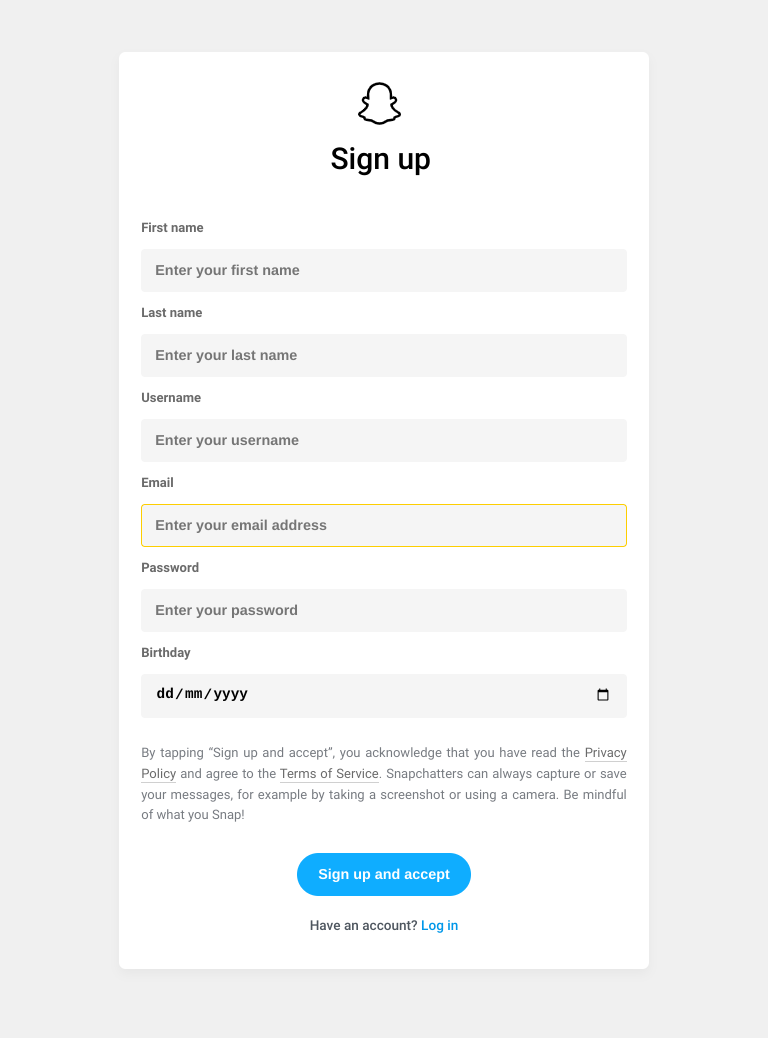 Sign up
First name
Enter your first name
Last name
Enter your last name
Username
Enter your username
Email
Enter your email address
Password
Enter your password
Birthday
dd/mm/yyyy
By tapping “Sign up and accept”, you acknowledge that you have read the Privacy
Policy and agree to the Terms of Service. Snapchatters can always capture or save
your messages, for example by taking a screenshot or using a camera. Be mindful
of what you Snap!
Sign up and accept
Have an account? Log in